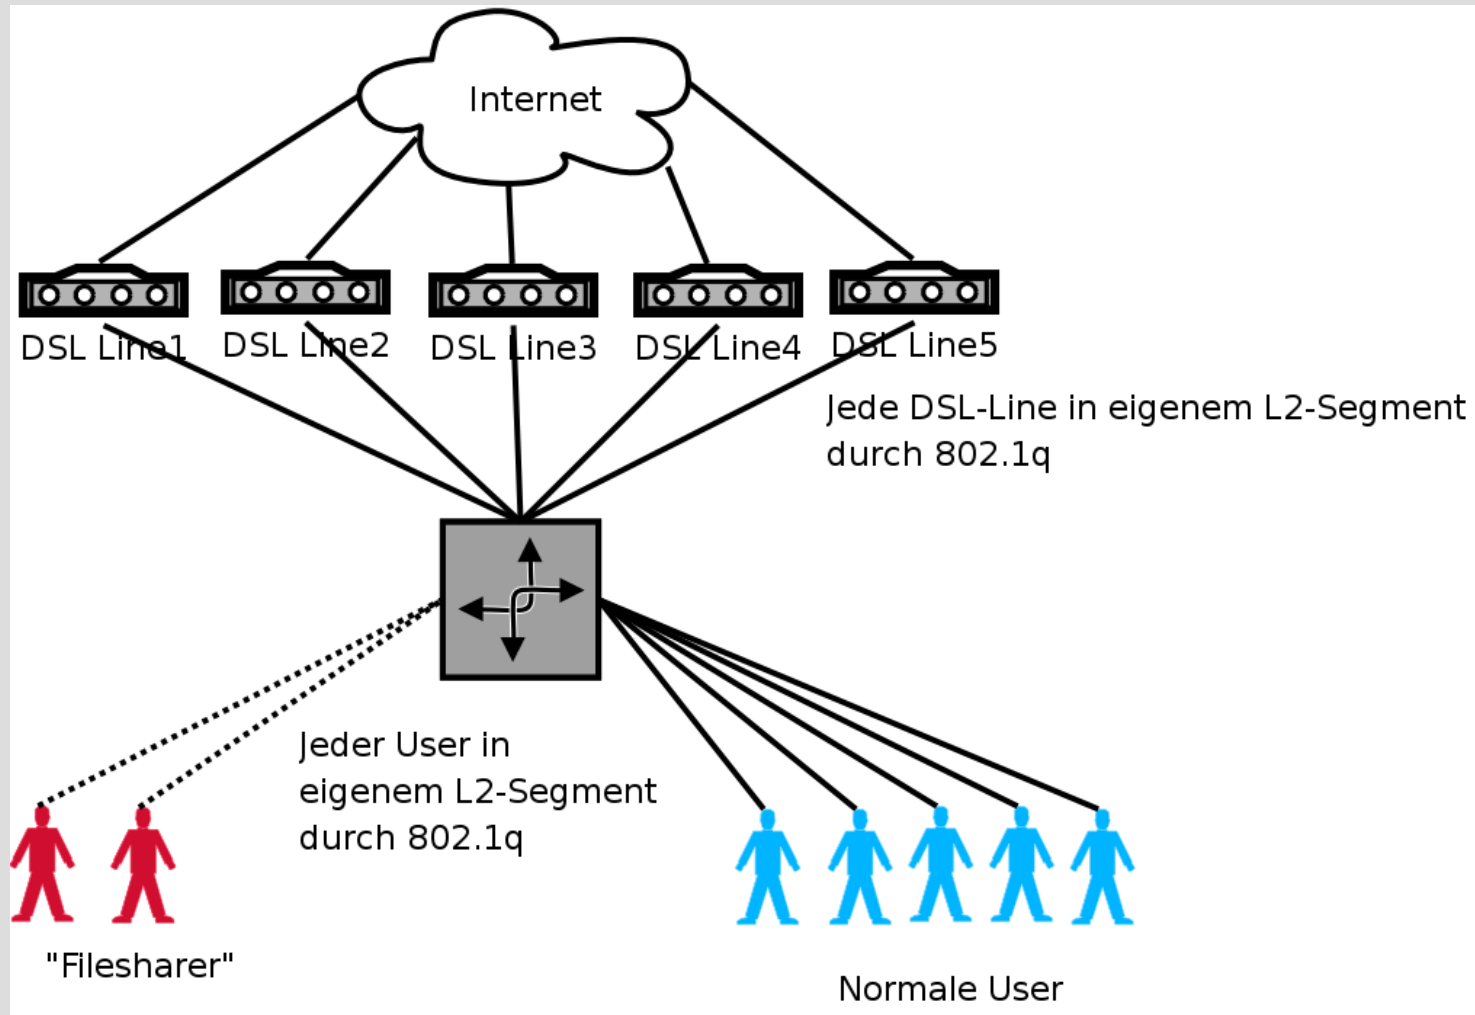 Internet
DSL Line1
DSL Line2
DSL Line3
DSL Line4
DSL Line5
Jede DSL-Line in eigenem L2-Segment
durch 802.1q
Jeder User in
eigenem L2-Segment
durch 802.1q
"Filesharer"
Normale User